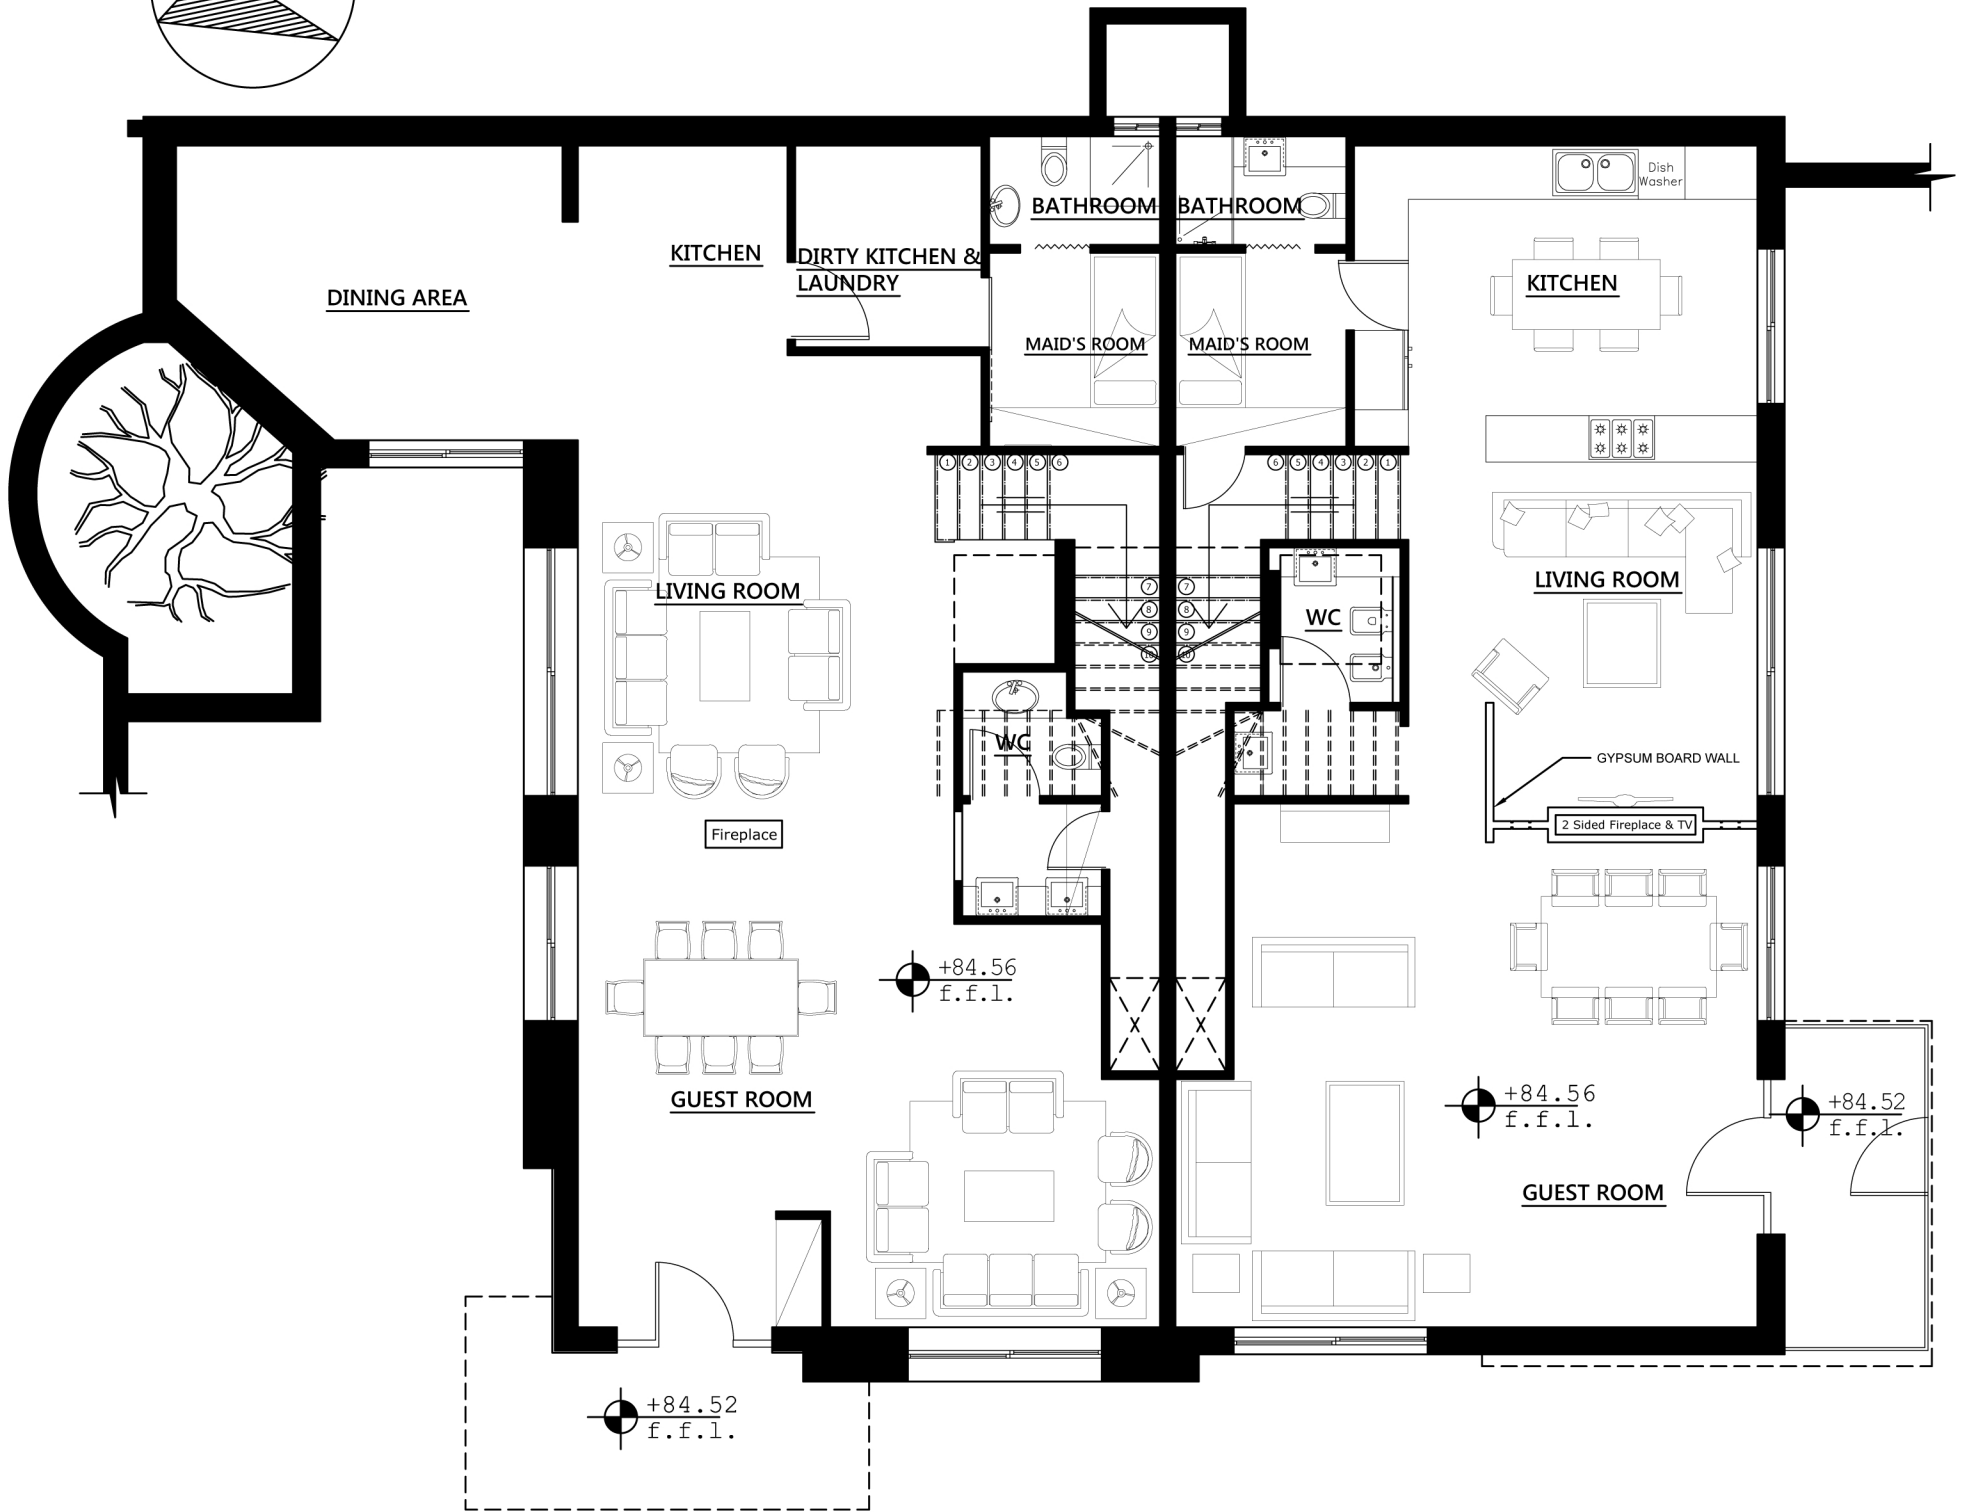 Dish
Washer
BATHROOM
BATHROOM
KITCHEN
DIRTY KITCHEN &
LAUNDRY
KITCHEN
DINING AREA
MAID'S ROOM
MAID'S ROOM
1 2 3 4 5 6
6 5 4 3 2 1
LIVING ROOM
LIVING ROOM
7 7
8 8
9 9
10 10
WC
WC
GYPSUM BOARD WALL
Fireplace
2 Sided Fireplace & TV
+84.56
f.f.l.
GUEST ROOM
+84.56
f.f.l.
+84.52
f.f.l.
GUEST ROOM
+84.52
f.f.l.